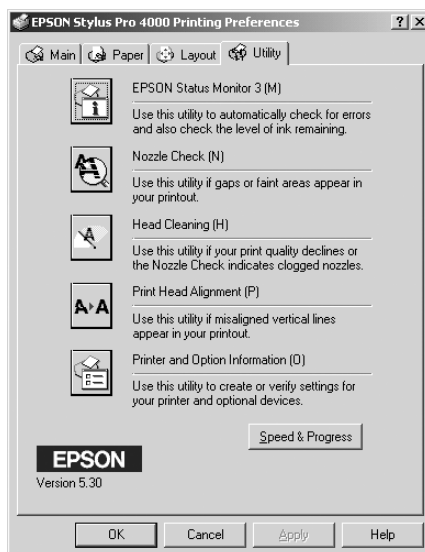 EPSON Stylus Pro 4000 Printing Preferences
Main Paper Layout Utility
EPSON Status Monitor 3 (M)
Use this utility to automatically check for errors
and also check the level of ink remaining.
Nozzle Check (N)
Use this utility if gaps or faint areas appear in
your printout.
Head Cleaning (H)
Use this utility if your print quality declines or
the Nozzle Check indicates clogged nozzles.
Print Head Alignment (P)
Use this utility if misaligned vertical lines
appear in your printout.
Printer and Option Information (O)
Use this utility to create or verify settings for
your printer and optional devices.
Speed & Progress
EPSON
Version 5.30
OK Cancel Apply Help